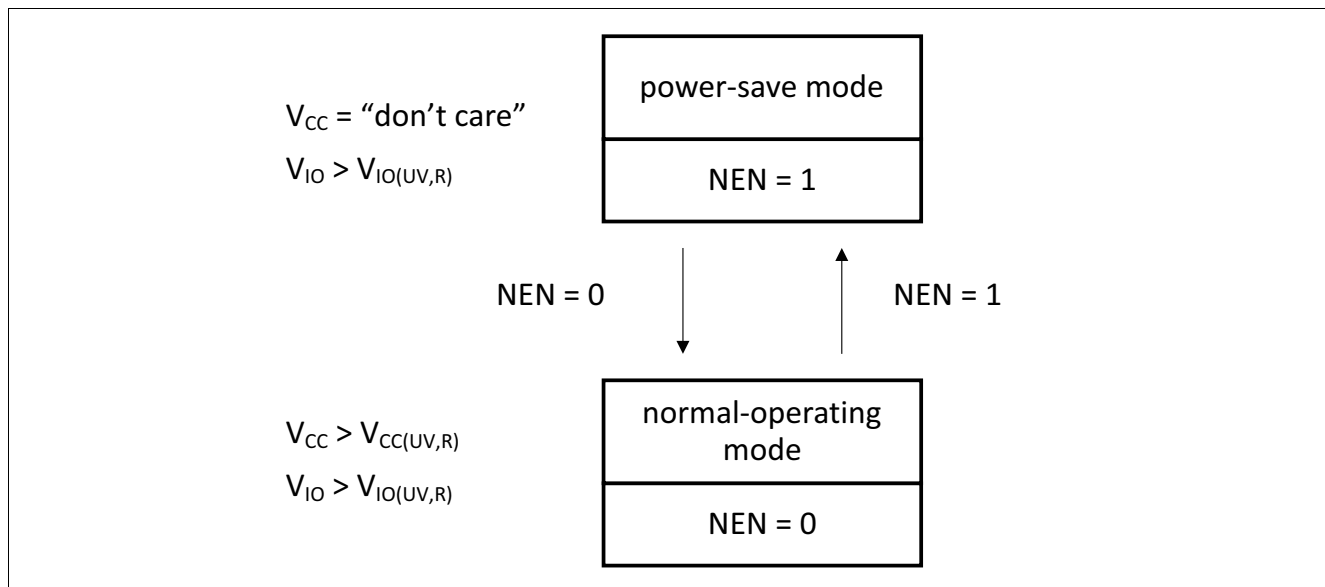 power-save mode
V_CC = “don’t care”
V_IO > V_IO(UV,R)
NEN = 1
NEN = 0
NEN = 1
normal-operating
mode
V_CC > V_CC(UV,R)
V_IO > V_IO(UV,R)
NEN = 0